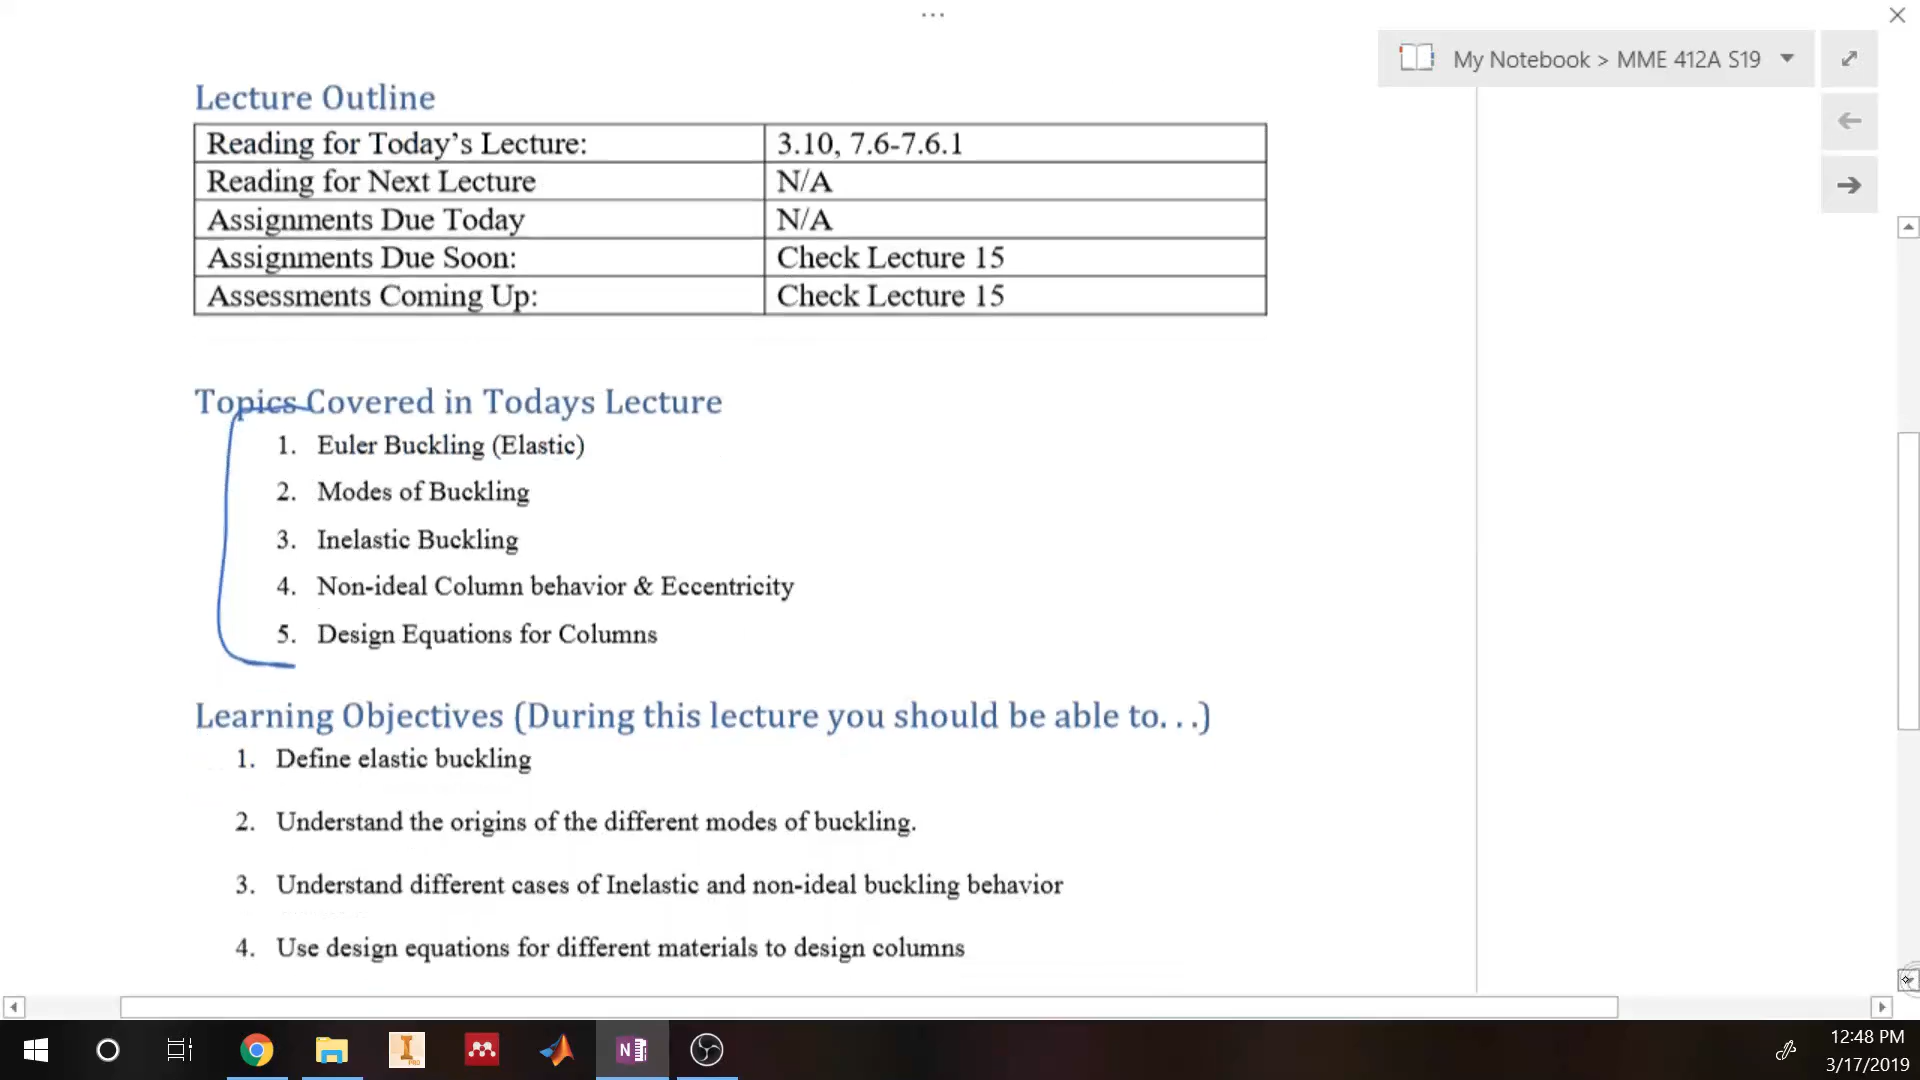 ...
My Notebook > MME 412A S19
Lecture Outline
Reading for Today's Lecture: 3.10, 7.6-7.6.1
Reading for Next Lecture N/A
Assignments Due Today N/A
Assignments Due Soon: Check Lecture 15
Assessments Coming Up: Check Lecture 15
Topics Covered in Todays Lecture
1. Euler Buckling (Elastic)
2. Modes of Buckling
3. Inelastic Buckling
4. Non-ideal Column behavior & Eccentricity
5. Design Equations for Columns
Learning Objectives (During this lecture you should be able to. . .)
1. Define elastic buckling
2. Understand the origins of the different modes of buckling.
3. Understand different cases of Inelastic and non-ideal buckling behavior
4. Use design equations for different materials to design columns
I PRO
N
12:48 PM
3/17/2019